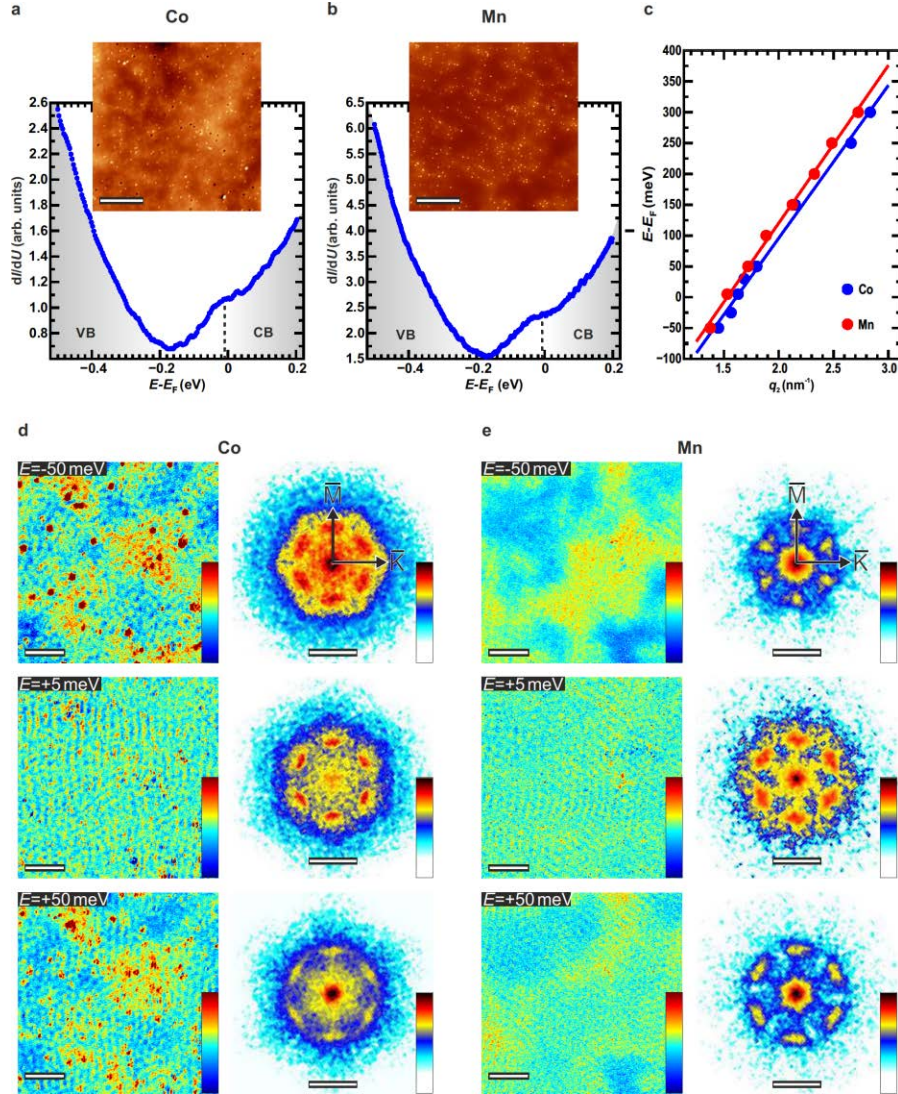 a
Co
b
Mn
c
2.6
2.4
2.2
2.0
1.8
1.6
1.4
1.2
1.0
0.8
dI/dU (arb. units)
VB
CB
−0.4
−0.2
0
0.2
E-EF (eV)
6.5
6.0
5.5
5.0
4.5
4.0
3.5
3.0
2.5
2.0
1.5
dI/dU (arb. units)
VB
CB
−0.4
−0.2
0
0.2
E-EF (eV)
400
350
300
250
200
150
100
50
0
-50
-100
E-EF (meV)
Co
Mn
1.5
2.0
2.5
3.0
q₂ (nm⁻¹)
d
Co
e
Mn
E=-50 meV
M
K
E=-50 meV
M
K
E=+5 meV
E=+5 meV
E=+50 meV
E=+50 meV